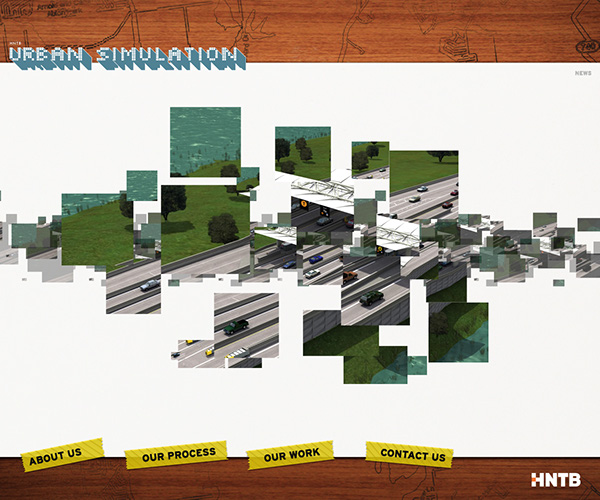 URBAN SIMULATION
NEWS
ABOUT US
OUR PROCESS
OUR WORK
CONTACT US
HNTB